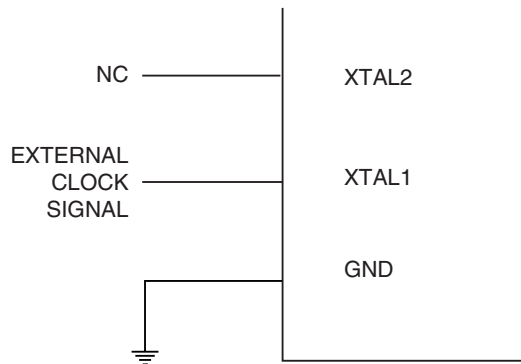 NC
XTAL2
EXTERNAL
CLOCK
SIGNAL
XTAL1
GND